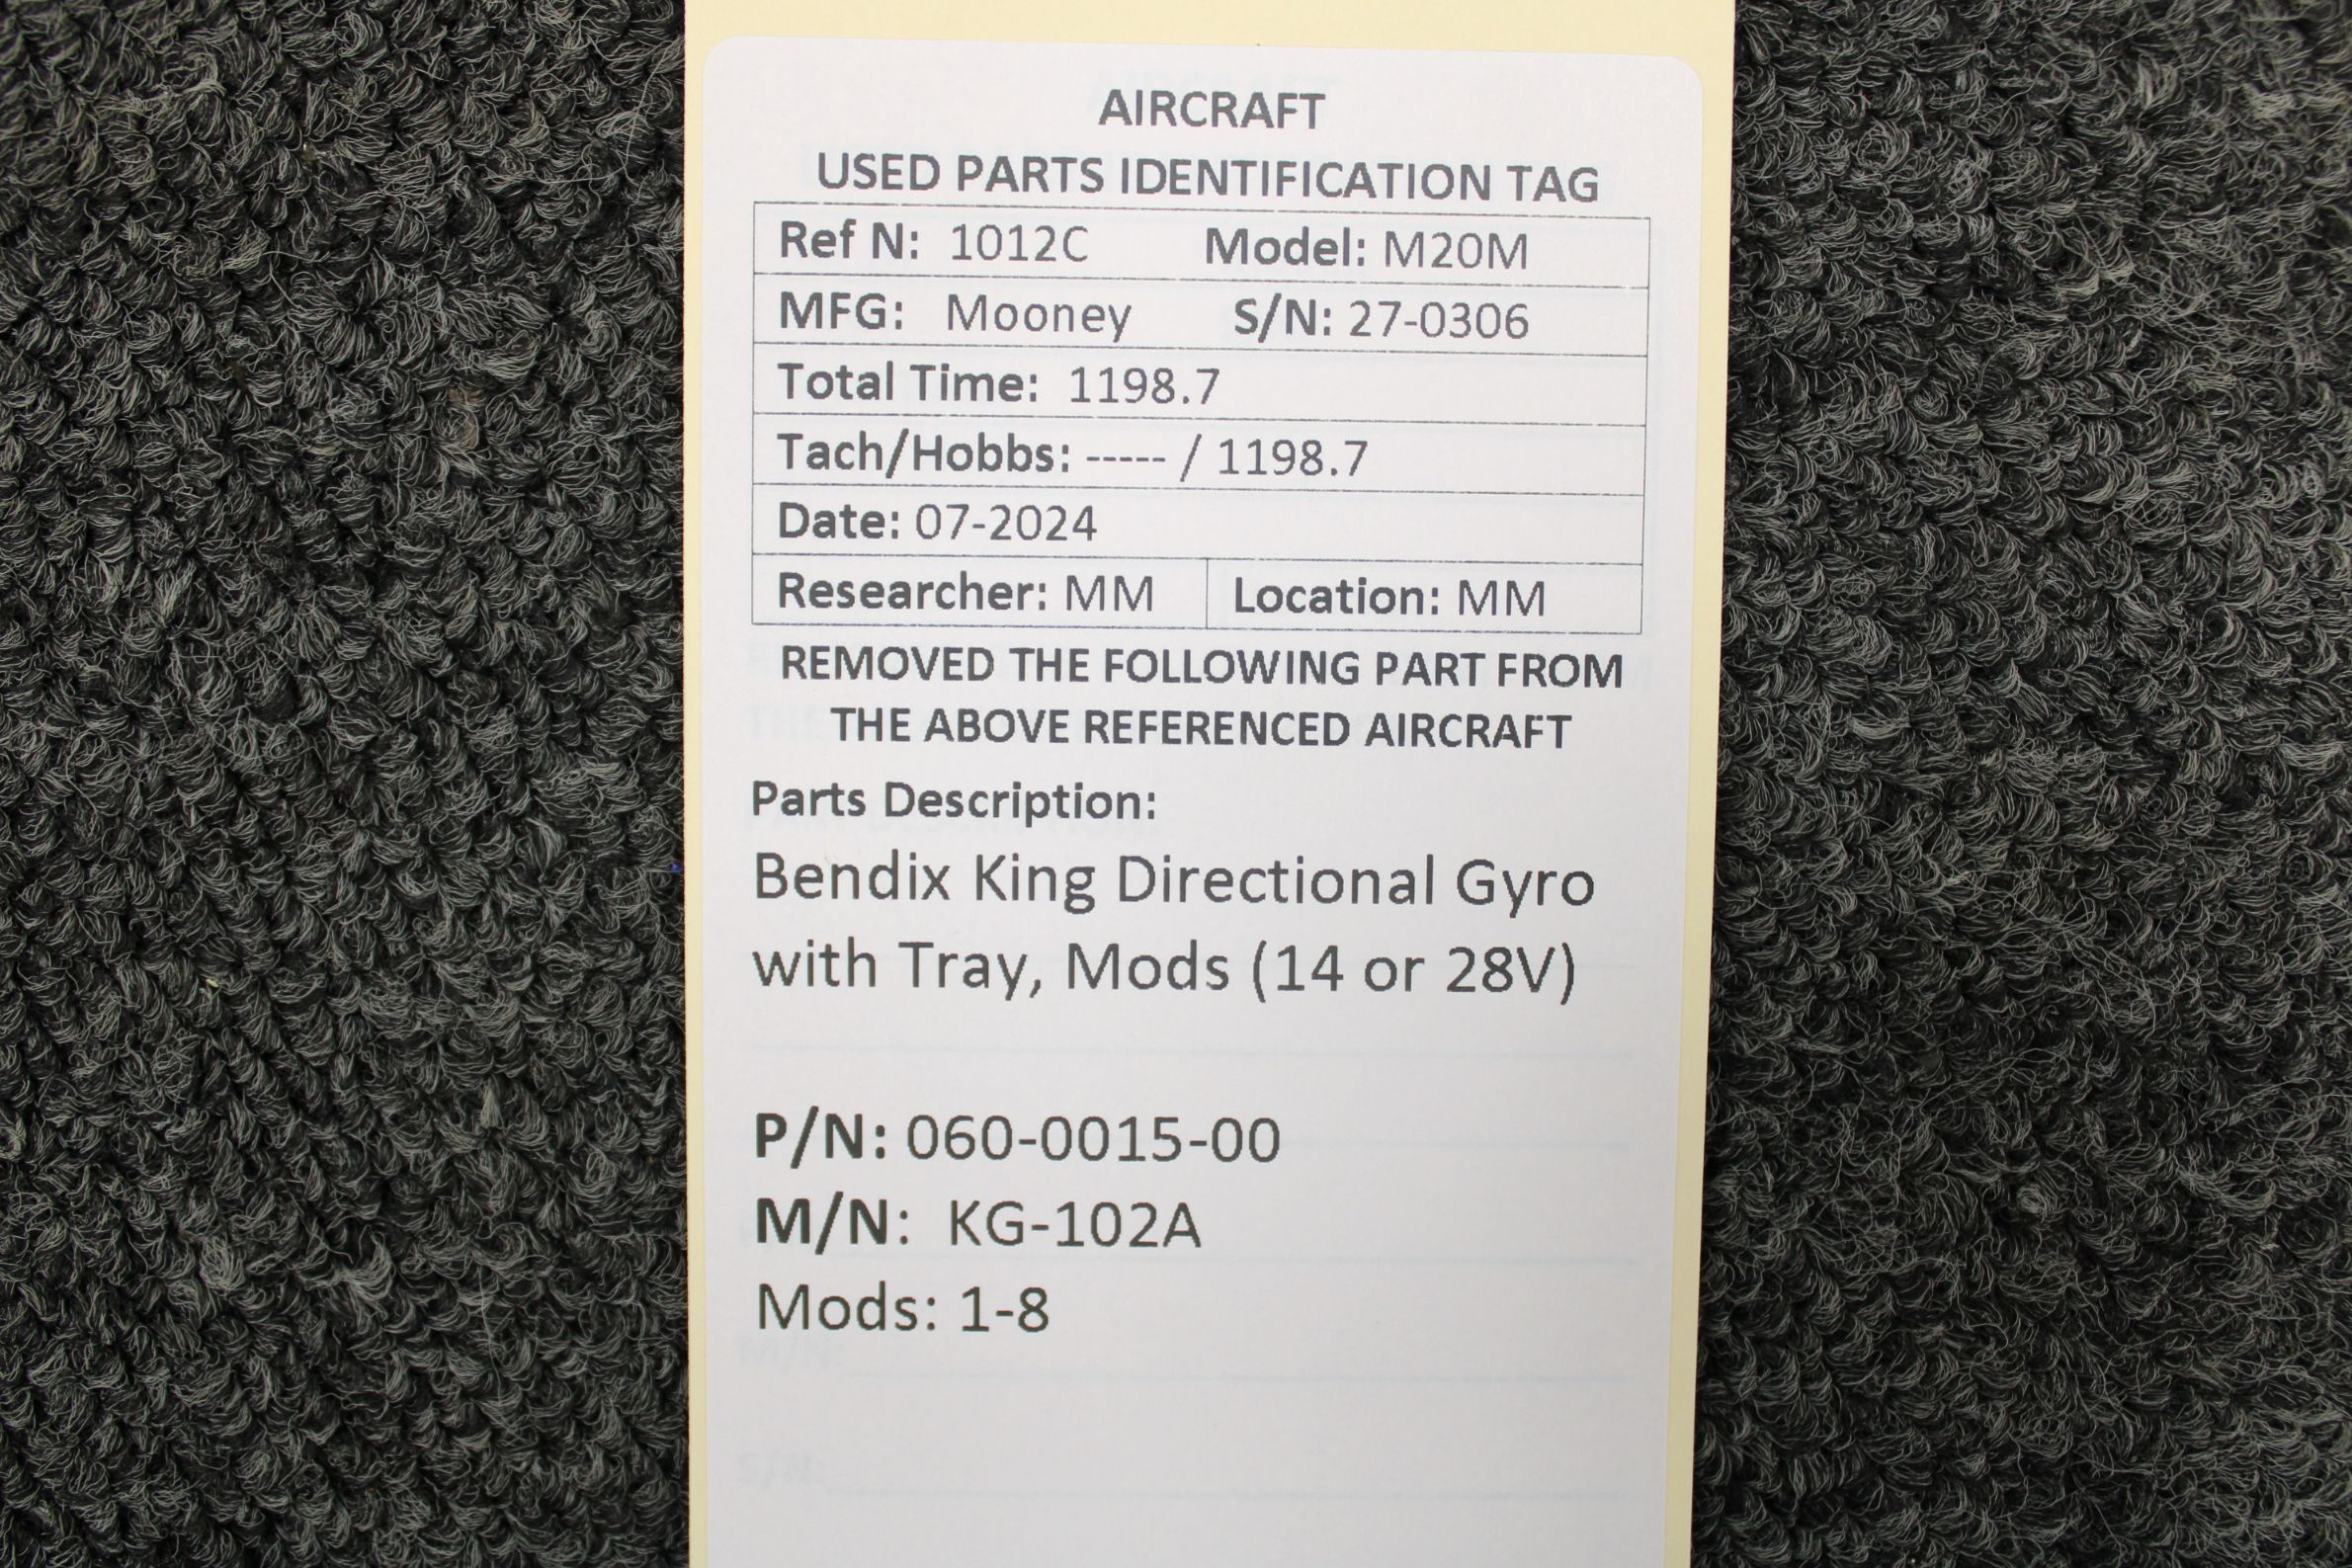 AIRCRAFT
USED PARTS IDENTIFICATION TAG
Ref N: 1012C Model: M20M
MFG: Mooney S/N: 27-0306
Total Time: 1198.7
Tach/Hobbs: ----- / 1198.7
Date: 07-2024
Researcher: MM Location: MM
REMOVED THE FOLLOWING PART FROM
THE ABOVE REFERENCED AIRCRAFT
Parts Description:
Bendix King Directional Gyro
with Tray, Mods (14 or 28V)
P/N: 060-0015-00
M/N: KG-102A
Mods: 1-8
M/N:
S/N: